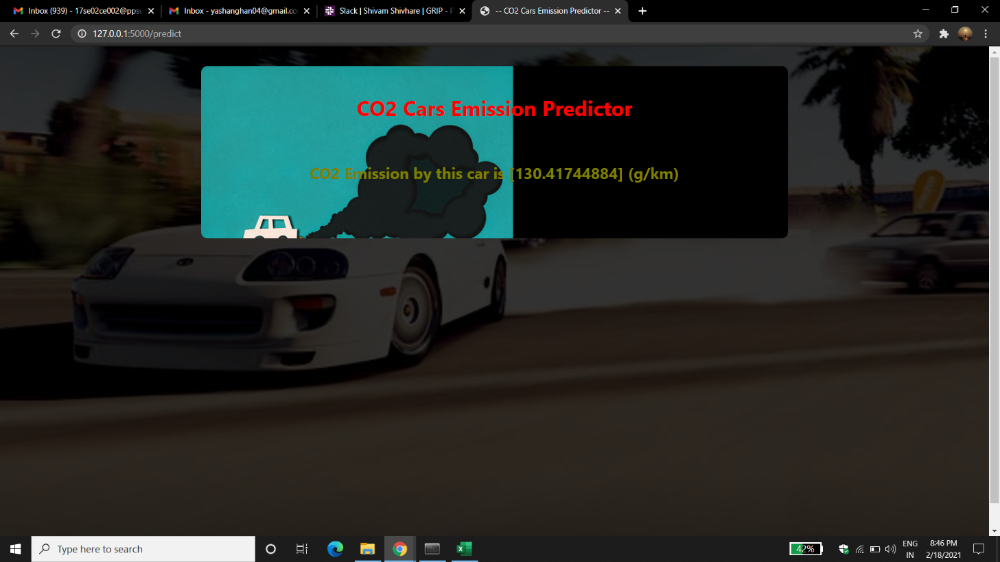 Inbox (939) - 17se02ce002@ppsu
Inbox - yashanghan04@gmail.co
Slack | Shivam Shivhare | GRIP - P
-- CO2 Cars Emission Predictor --
127.0.0.1:5000/predict
CO2 Cars Emission Predictor
CO2 Emission by this car is [130.41744884] (g/km)
Type here to search
42%
ENG
IN
8:46 PM
2/18/2021